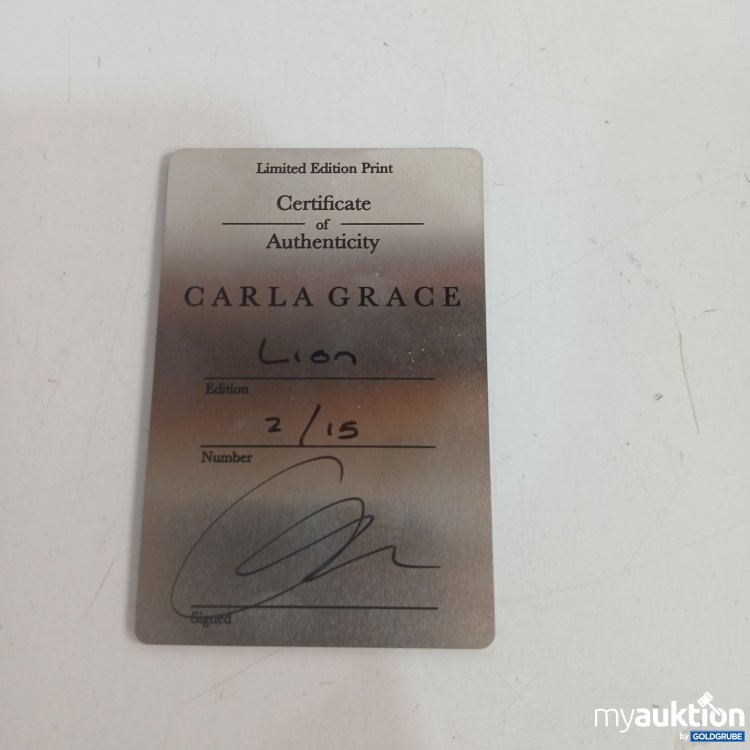 Limited Edition Print
Certificate
of
Authenticity
CARLA GRACE
Lion
Edition
2/15
Number
Signed
myauktion
by GOLDGRUBE